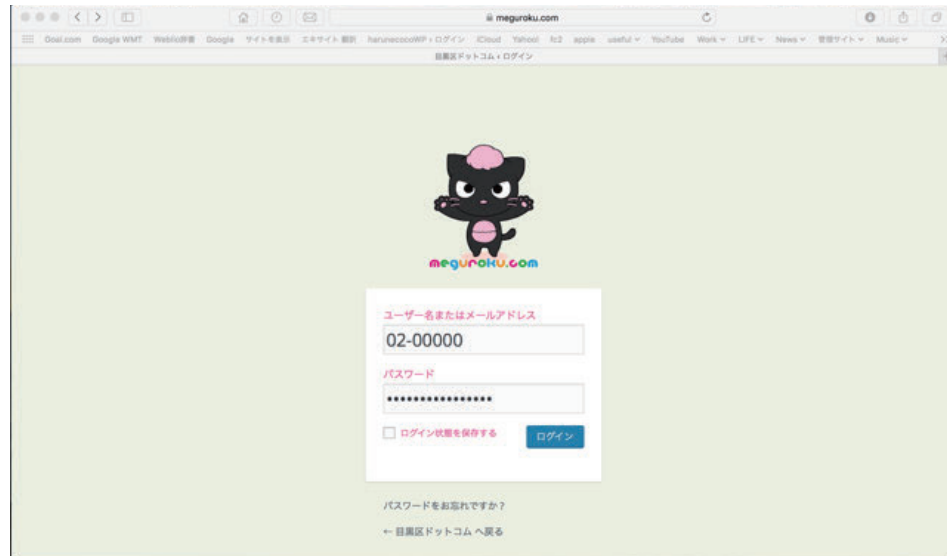 meguroku.com
Goal.com Google WMT Weblio辞書 Google サイトを表示 エキサイト 翻訳 harunecocoWP › ログイン iCloud Yahoo! fc2 apple useful YouTube Work LIFE News 管理サイト Music
目黒区ドットコム ‹ ログイン
meguroku.com
ユーザー名またはメールアドレス
02-00000
パスワード
ログイン状態を保存する
ログイン
パスワードをお忘れですか？
← 目黒区ドットコム へ戻る